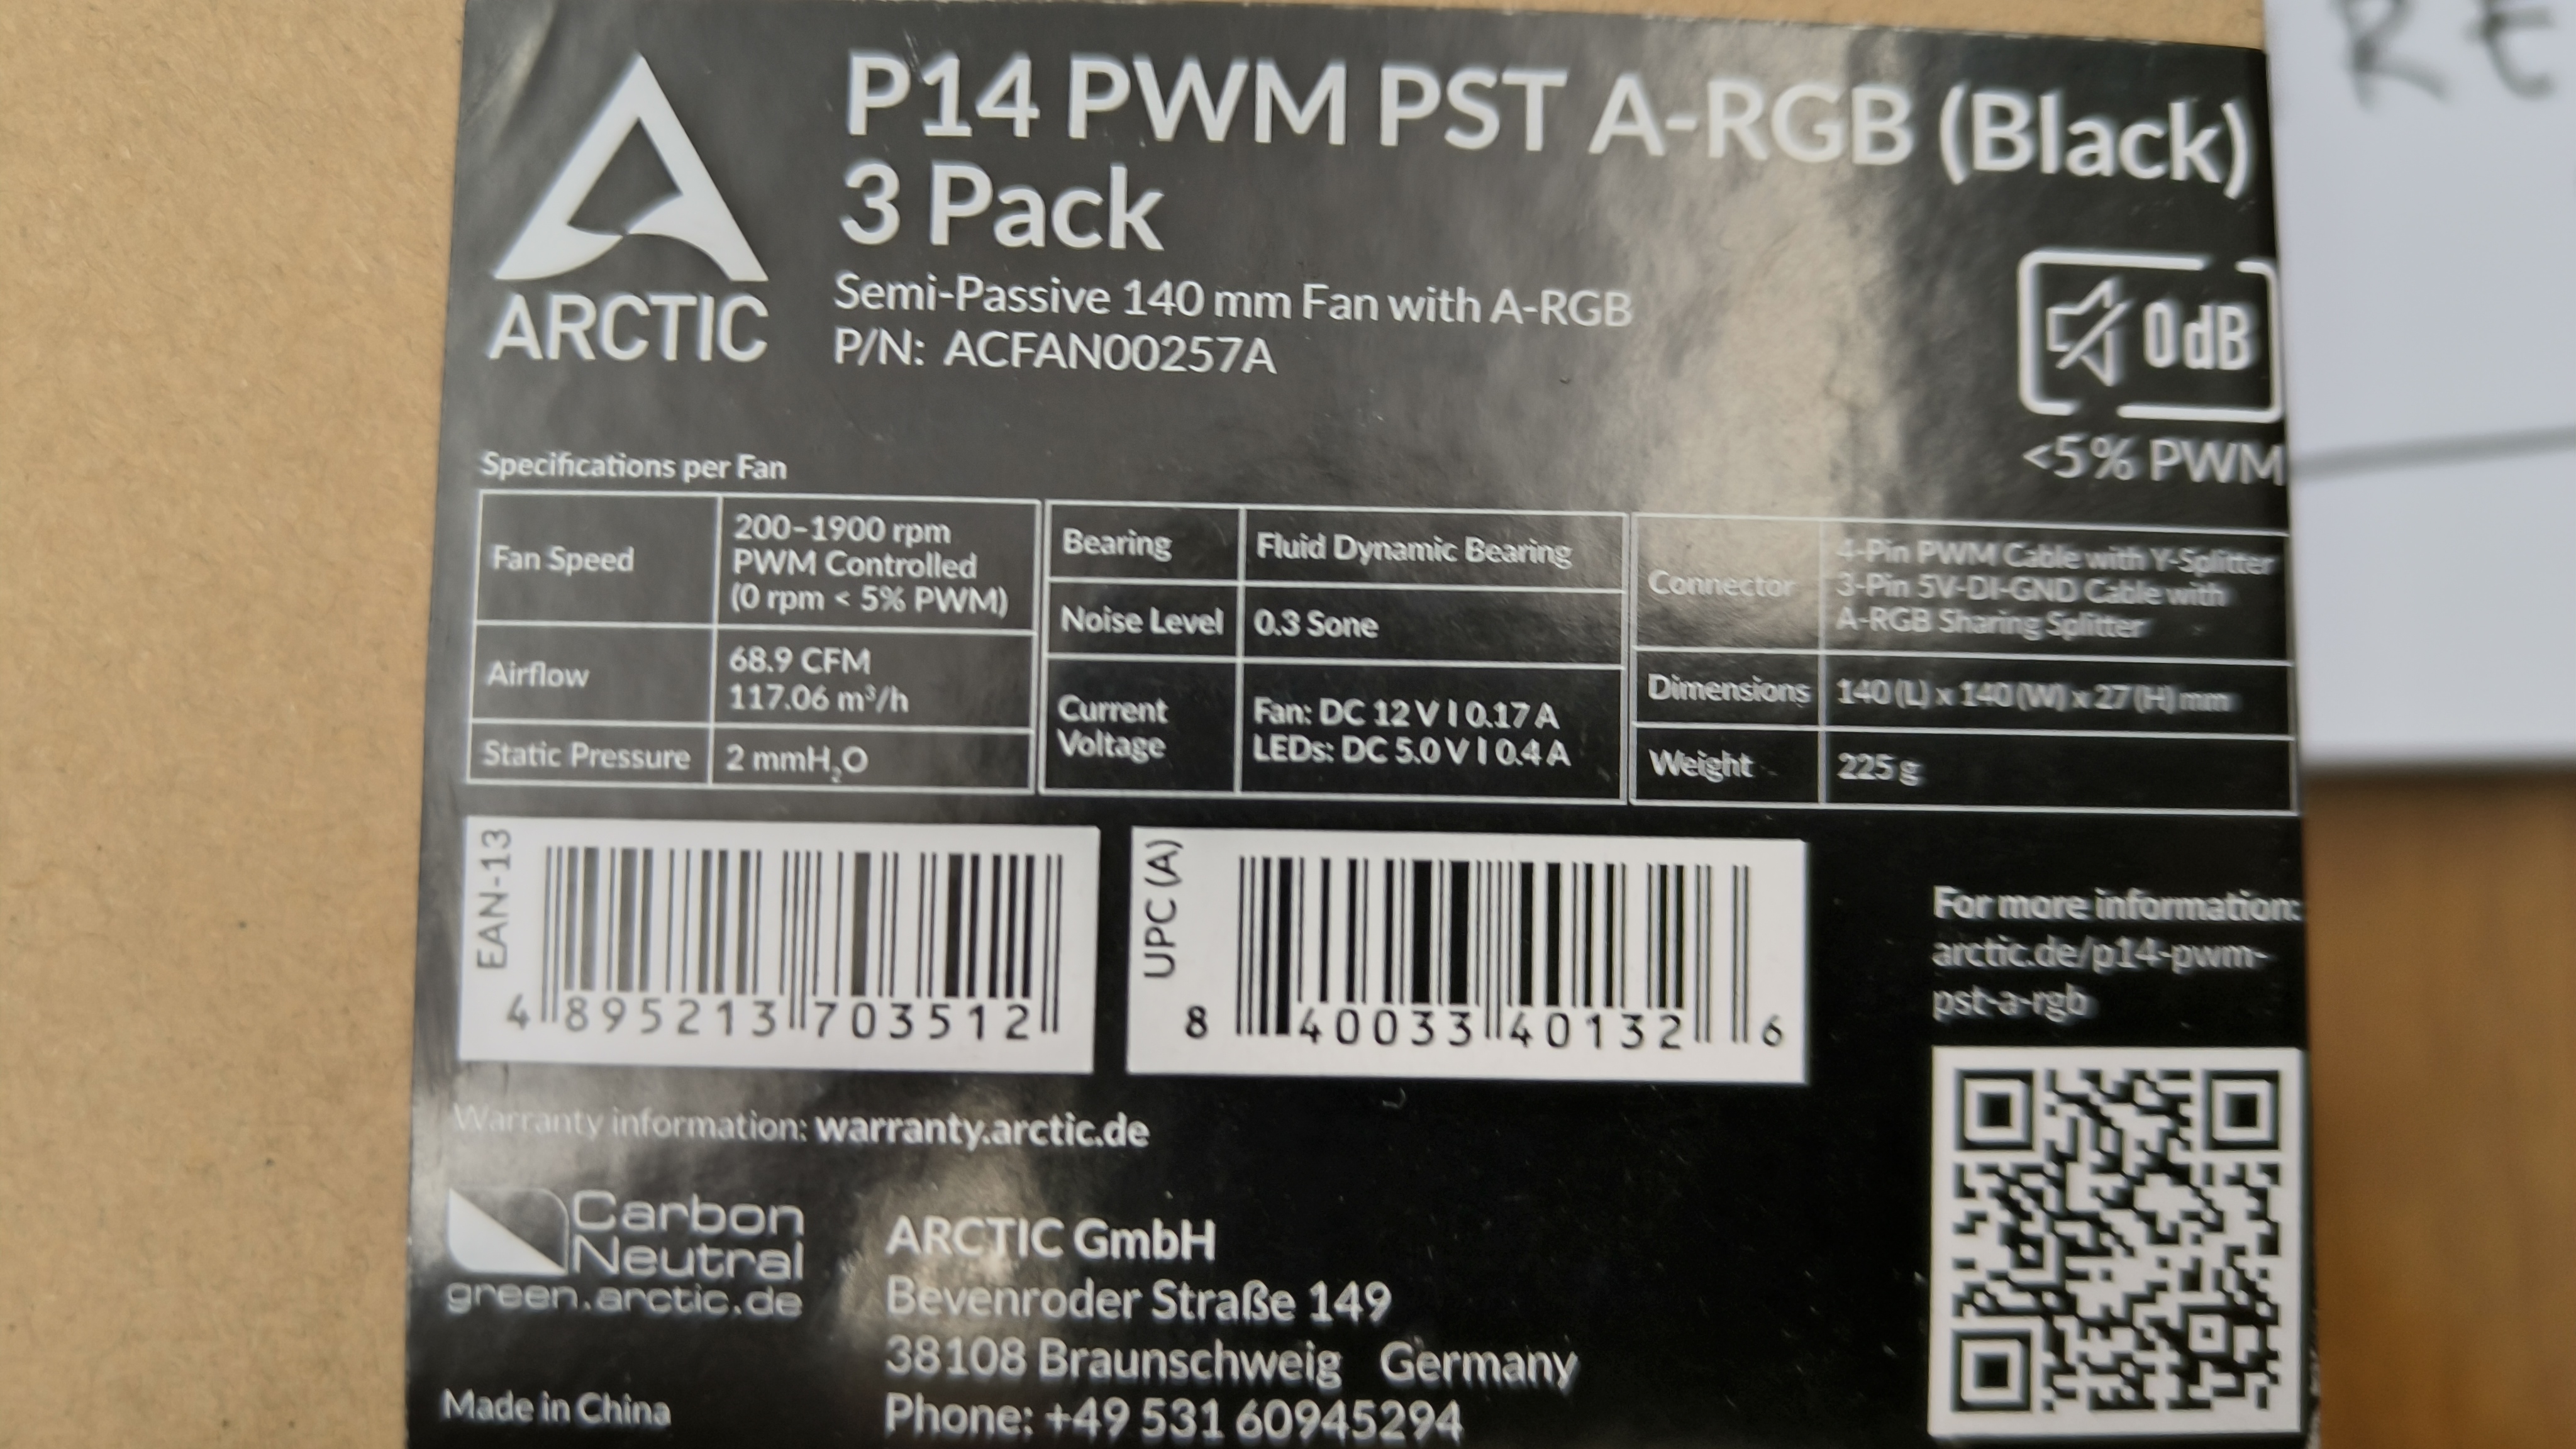 RE
P14 PWM PST A-RGB (Black)
3 Pack
Semi-Passive 140 mm Fan with A-RGB
P/N: ACFAN00257A
ARCTIC
0dB
<5% PWM
Specifications per Fan
Fan Speed
200-1900 rpm
PWM Controlled
(0 rpm < 5% PWM)
Airflow
68.9 CFM
117.06 m³/h
Static Pressure
2 mmH₂O
Bearing
Fluid Dynamic Bearing
Noise Level
0.3 Sone
Current
Voltage
Fan: DC 12 V I 0.17 A
LEDs: DC 5.0 V I 0.4 A
Connector
4-Pin PWM Cable with Y-Splitter
3-Pin 5V-DI-GND Cable with
A-RGB Sharing Splitter
Dimensions
140 (L) x 140 (W) x 27 (H) mm
Weight
225 g
EAN-13
4 895213 703512
UPC (A)
8 40033 40132 6
For more information:
arctic.de/p14-pwm-
pst-a-rgb
Warranty information: warranty.arctic.de
Carbon
Neutral
green.arctic.de
Made in China
ARCTIC GmbH
Bevenroder Straße 149
38108 Braunschweig Germany
Phone: +49 531 60945294